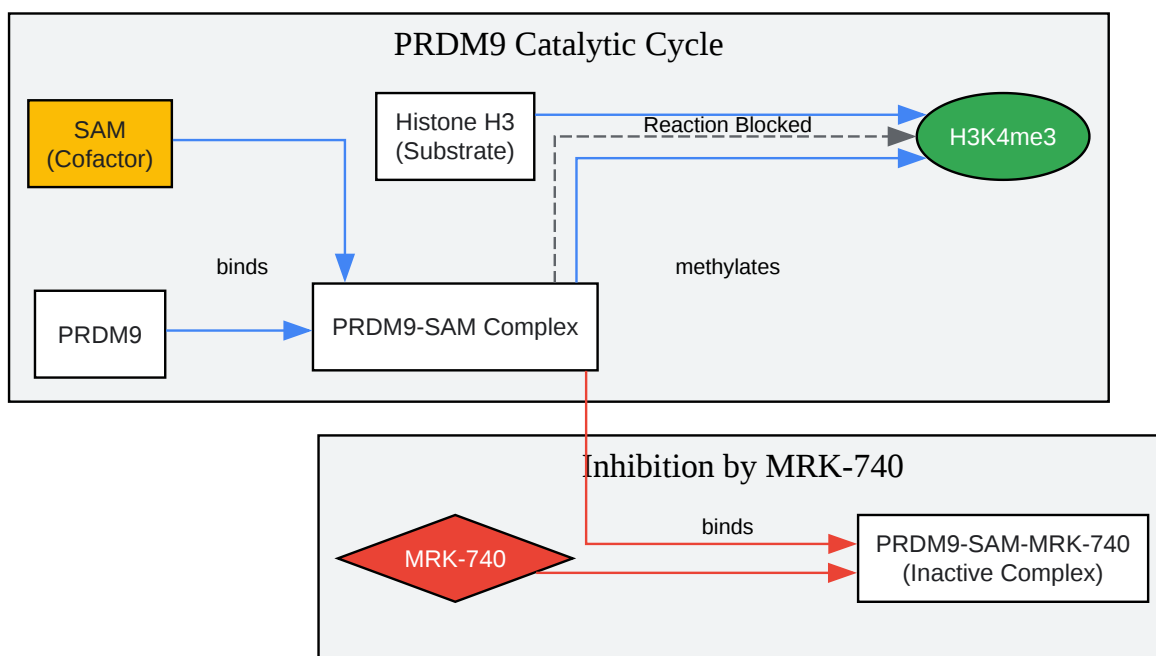 PRDM9 Catalytic Cycle
SAM
(Cofactor)
Histone H3
(Substrate)
Reaction Blocked
H3K4me3
binds
methylates
PRDM9
PRDM9-SAM Complex
Inhibition by MRK-740
binds
MRK-740
PRDM9-SAM-MRK-740
(Inactive Complex)